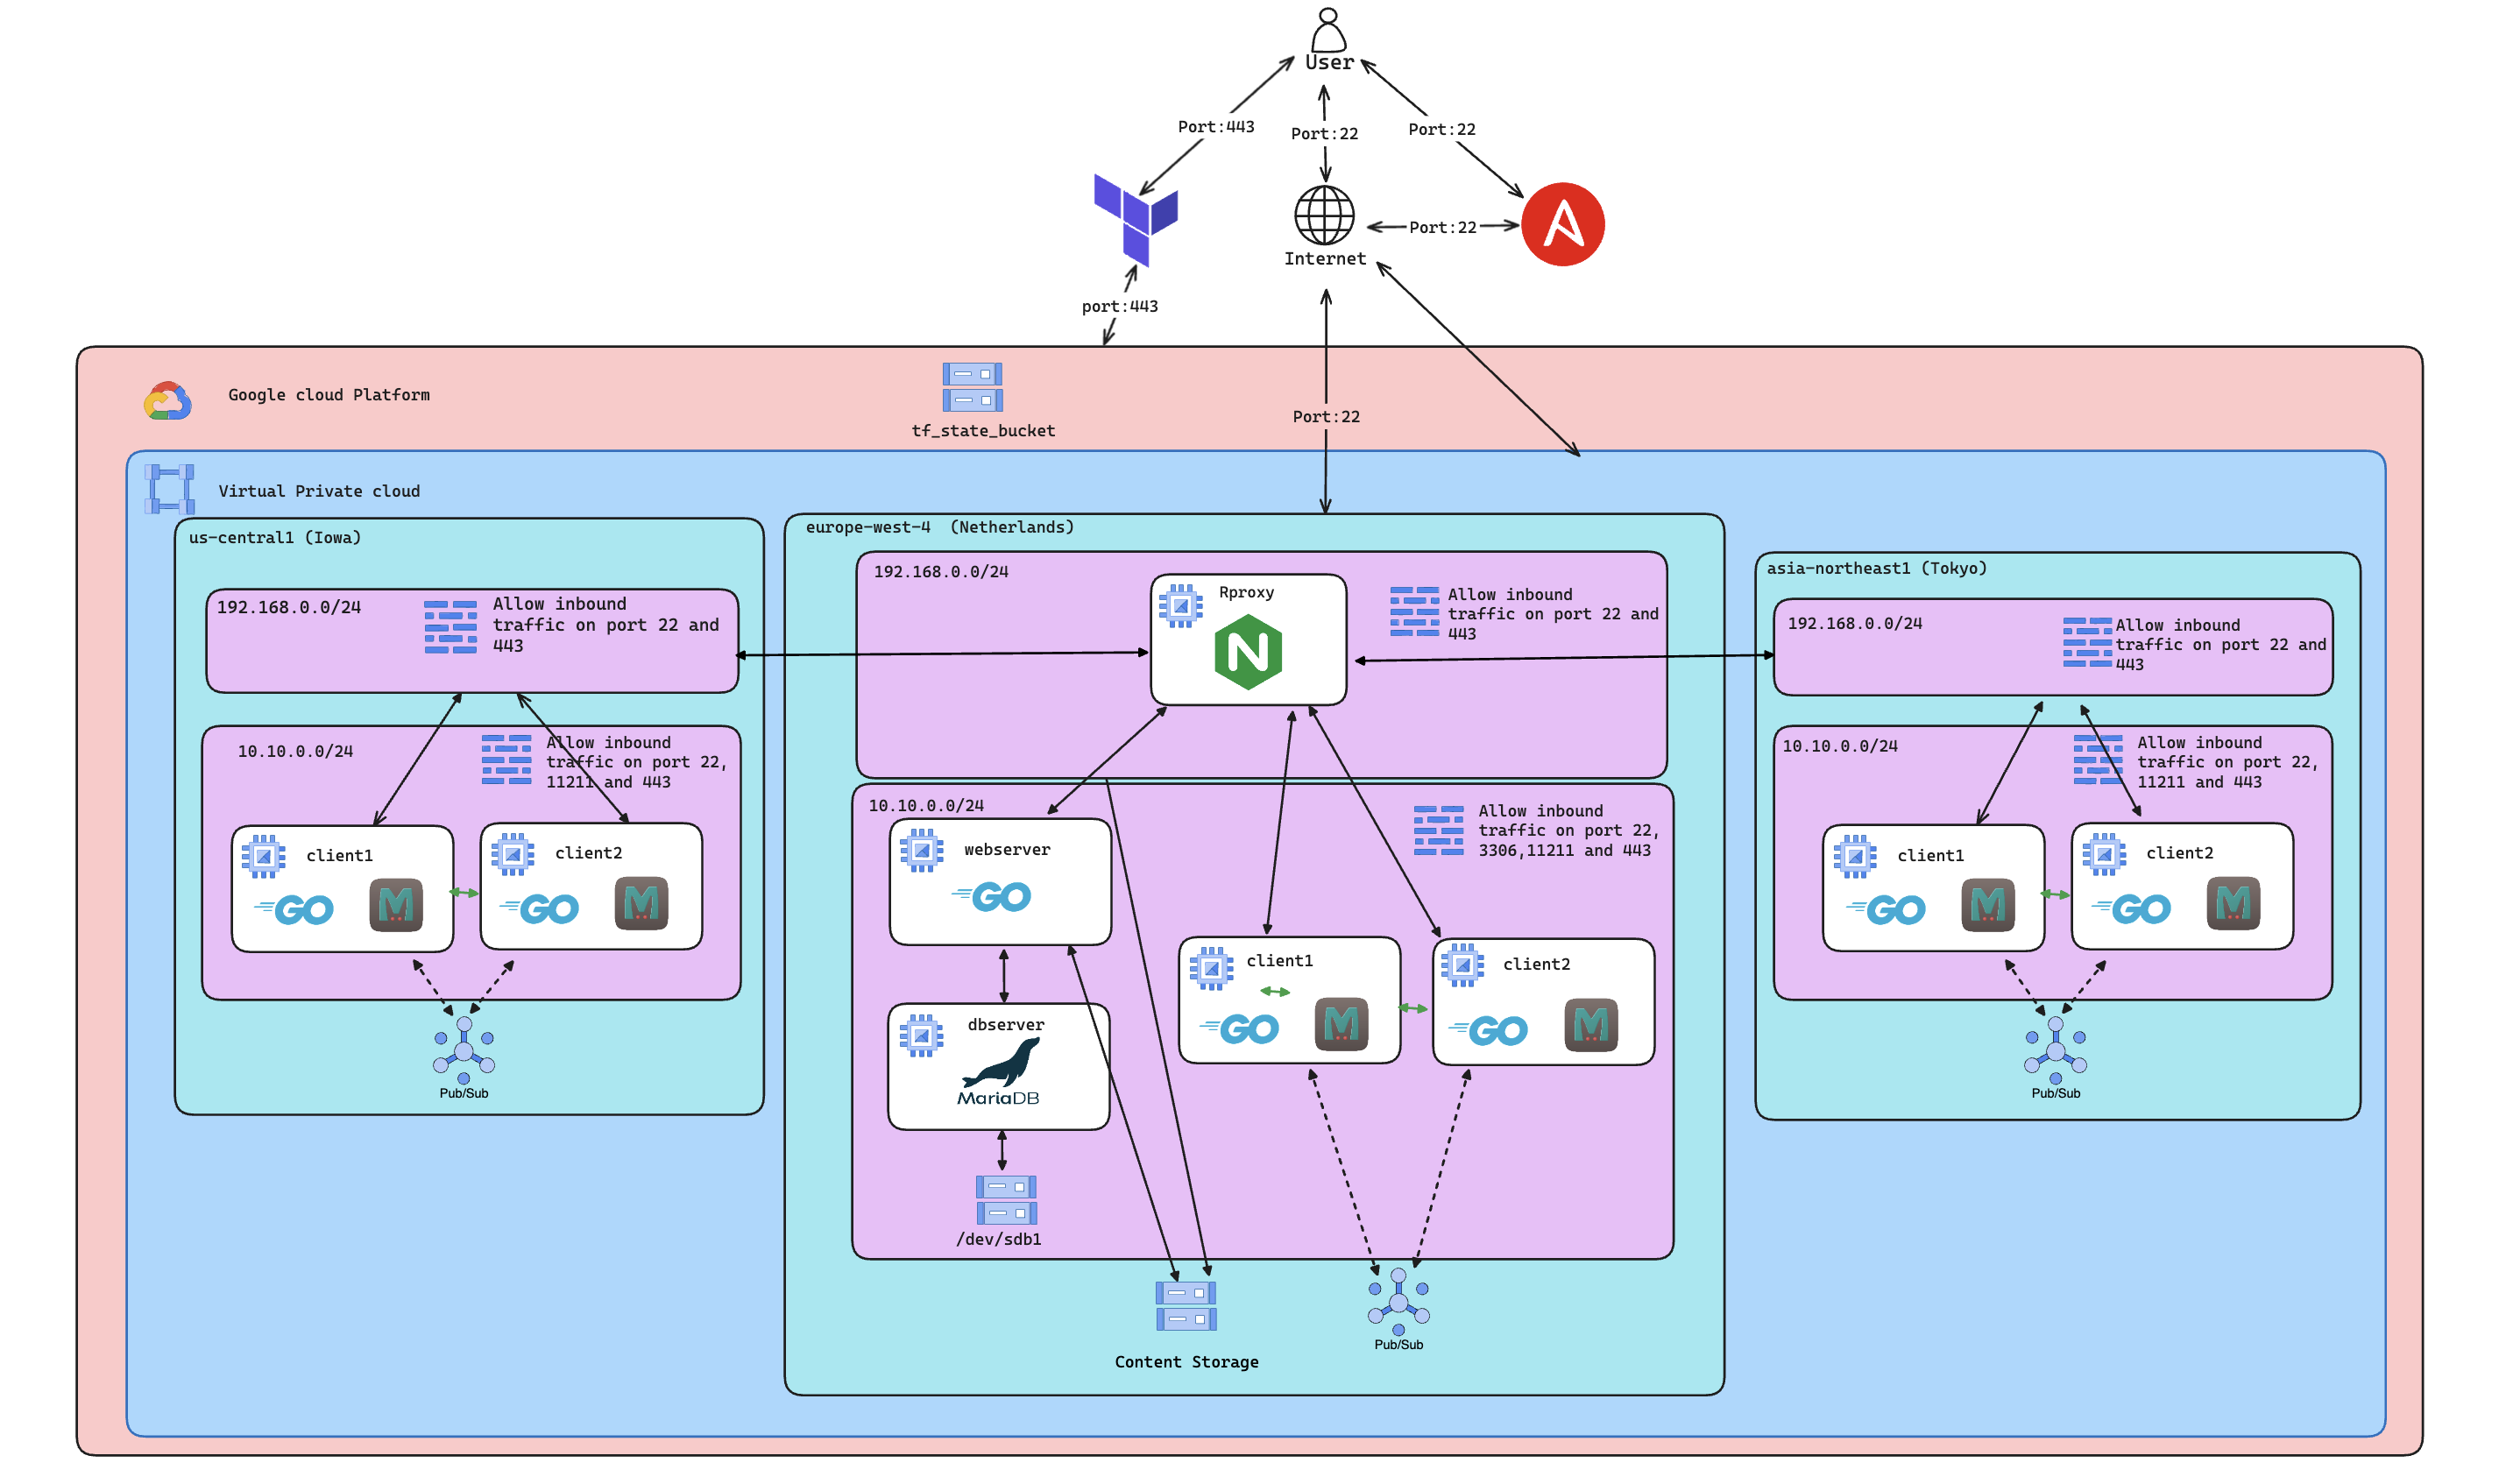 User
Port:443
Port:22
Port:22
Port:22
Internet
port:443
Google cloud Platform
tf_state_bucket
Port:22
Virtual Private cloud
us-central1 (Iowa)
192.168.0.0/24
Allow inbound
traffic on port 22 and
443
10.10.0.0/24
Allow inbound
traffic on port 22,
11211 and 443
client1
GO
M
client2
GO
M
Pub/Sub
europe-west-4 (Netherlands)
192.168.0.0/24
Rproxy
N
Allow inbound
traffic on port 22 and
443
10.10.0.0/24
Allow inbound
traffic on port 22,
3306,11211 and 443
webserver
GO
dbserver
MariaDB
/dev/sdb1
client1
GO
M
client2
GO
M
Content Storage
Pub/Sub
asia-northeast1 (Tokyo)
192.168.0.0/24
Allow inbound
traffic on port 22 and
443
10.10.0.0/24
Allow inbound
traffic on port 22,
11211 and 443
client1
GO
M
client2
GO
M
Pub/Sub